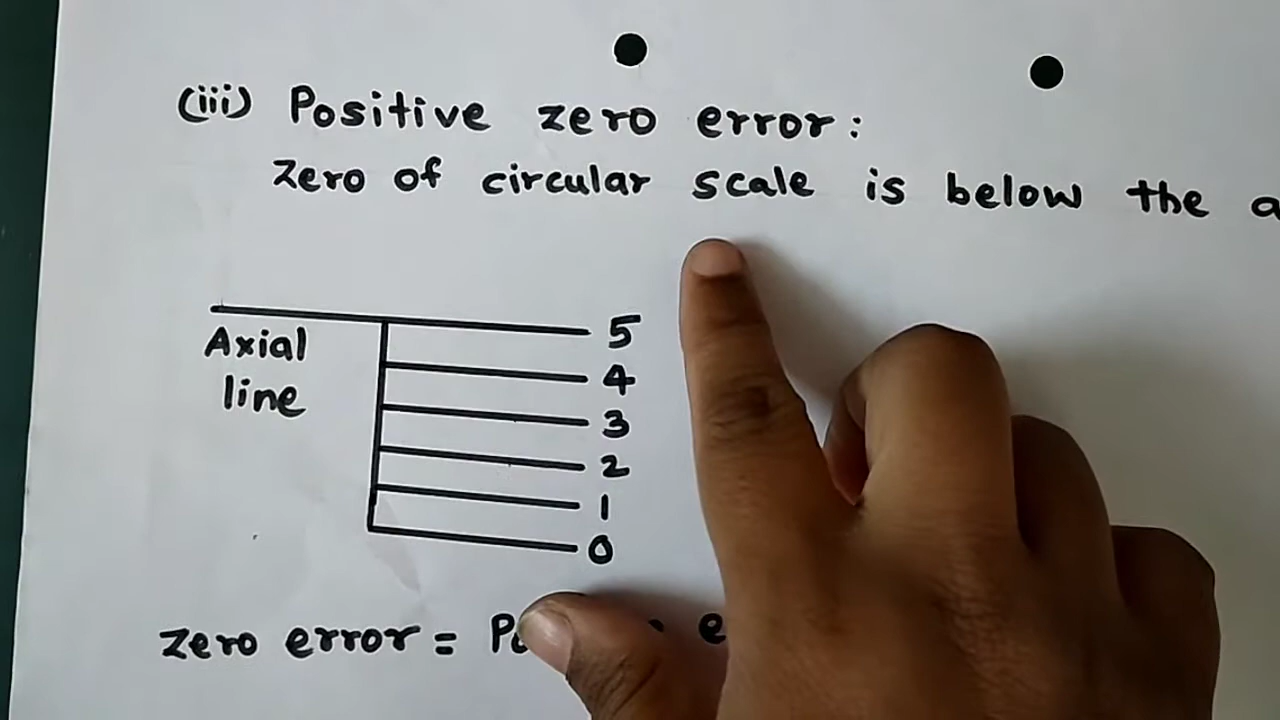 (iii) Positive zero error:
Zero of circular scale is below the
Axial
line
5
4
3
2
1
0
zero error =